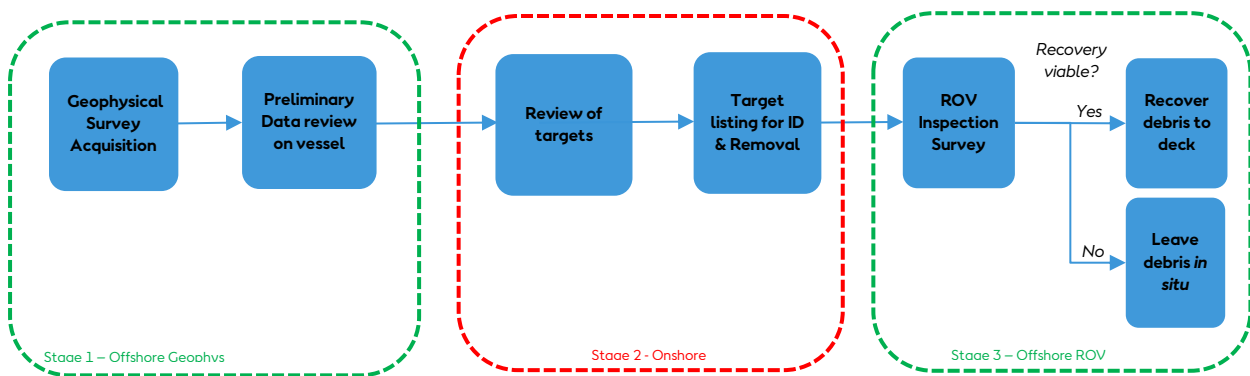 Geophysical
Survey
Acquisition
Preliminary
Data review
on vessel
Review of
targets
Target
listing for ID
& Removal
ROV
Inspection
Survey
Recovery
viable?
Yes
Recover
debris to
deck
No
Leave
debris in
situ
Stage 1 – Offshore Geophys
Stage 2 - Onshore
Stage 3 – Offshore ROV